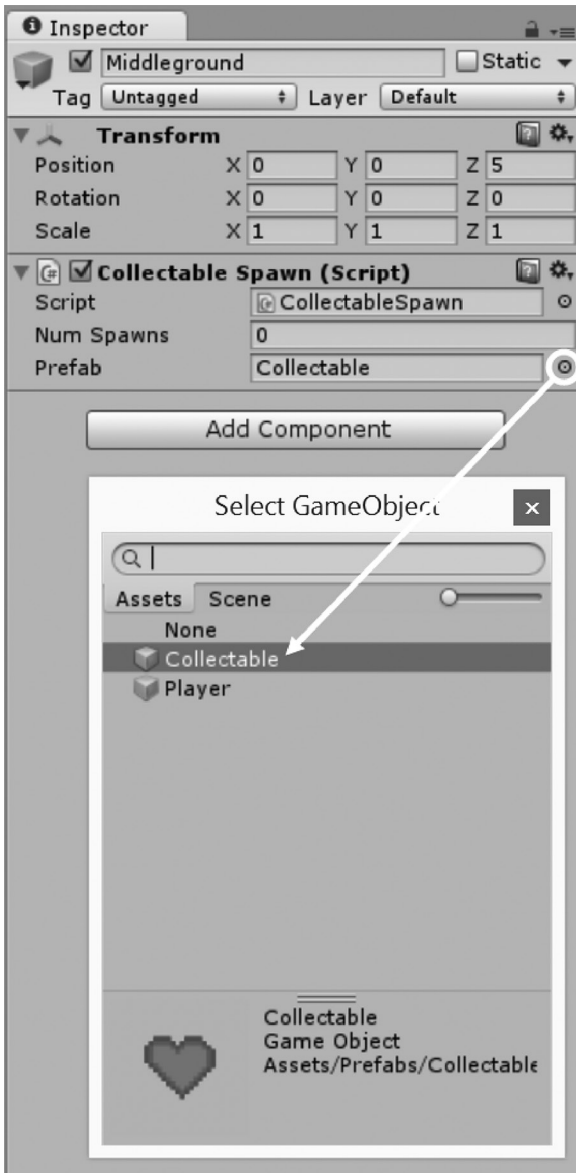 Inspector
Middleground Static
Tag Untagged Layer Default
Transform
Position X 0 Y 0 Z 5
Rotation X 0 Y 0 Z 0
Scale X 1 Y 1 Z 1
Collectable Spawn (Script)
Script CollectableSpawn
Num Spawns 0
Prefab Collectable
Add Component
Select GameObject
Assets Scene
None
Collectable
Player
Collectable
Game Object
Assets/Prefabs/Collectable